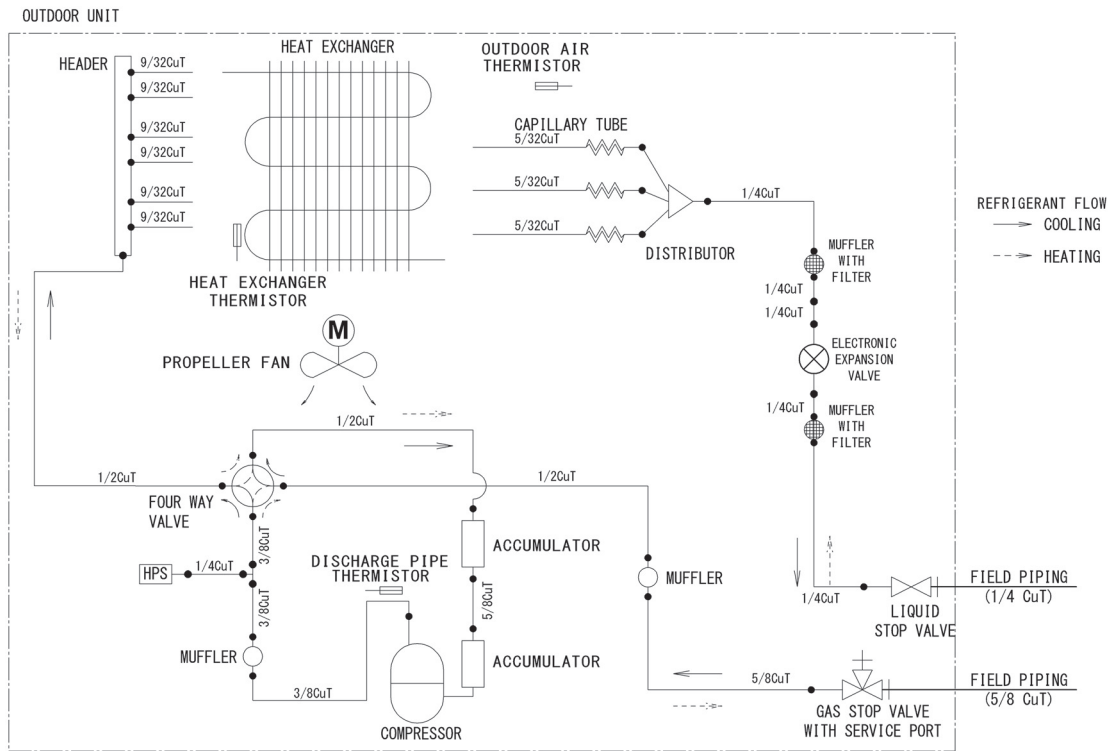 OUTDOOR UNIT
HEADER
9/32CuT
9/32CuT
9/32CuT
9/32CuT
9/32CuT
9/32CuT
HEAT EXCHANGER
HEAT EXCHANGER
THERMISTOR
OUTDOOR AIR
THERMISTOR
CAPILLARY TUBE
5/32CuT
5/32CuT
5/32CuT
DISTRIBUTOR
1/4CuT
REFRIGERANT FLOW
COOLING
HEATING
MUFFLER
WITH
FILTER
1/4CuT
1/4CuT
ELECTRONIC
EXPANSION
VALVE
1/4CuT
MUFFLER
WITH
FILTER
M
PROPELLER FAN
1/2CuT
1/2CuT
1/2CuT
FOUR WAY
VALVE
3/8CuT
HPS
1/4CuT
3/8CuT
DISCHARGE PIPE
THERMISTOR
ACCUMULATOR
5/8CuT
ACCUMULATOR
MUFFLER
MUFFLER
3/8CuT
COMPRESSOR
1/4CuT
LIQUID
STOP VALVE
FIELD PIPING
(1/4 CuT)
5/8CuT
GAS STOP VALVE
WITH SERVICE PORT
FIELD PIPING
(5/8 CuT)